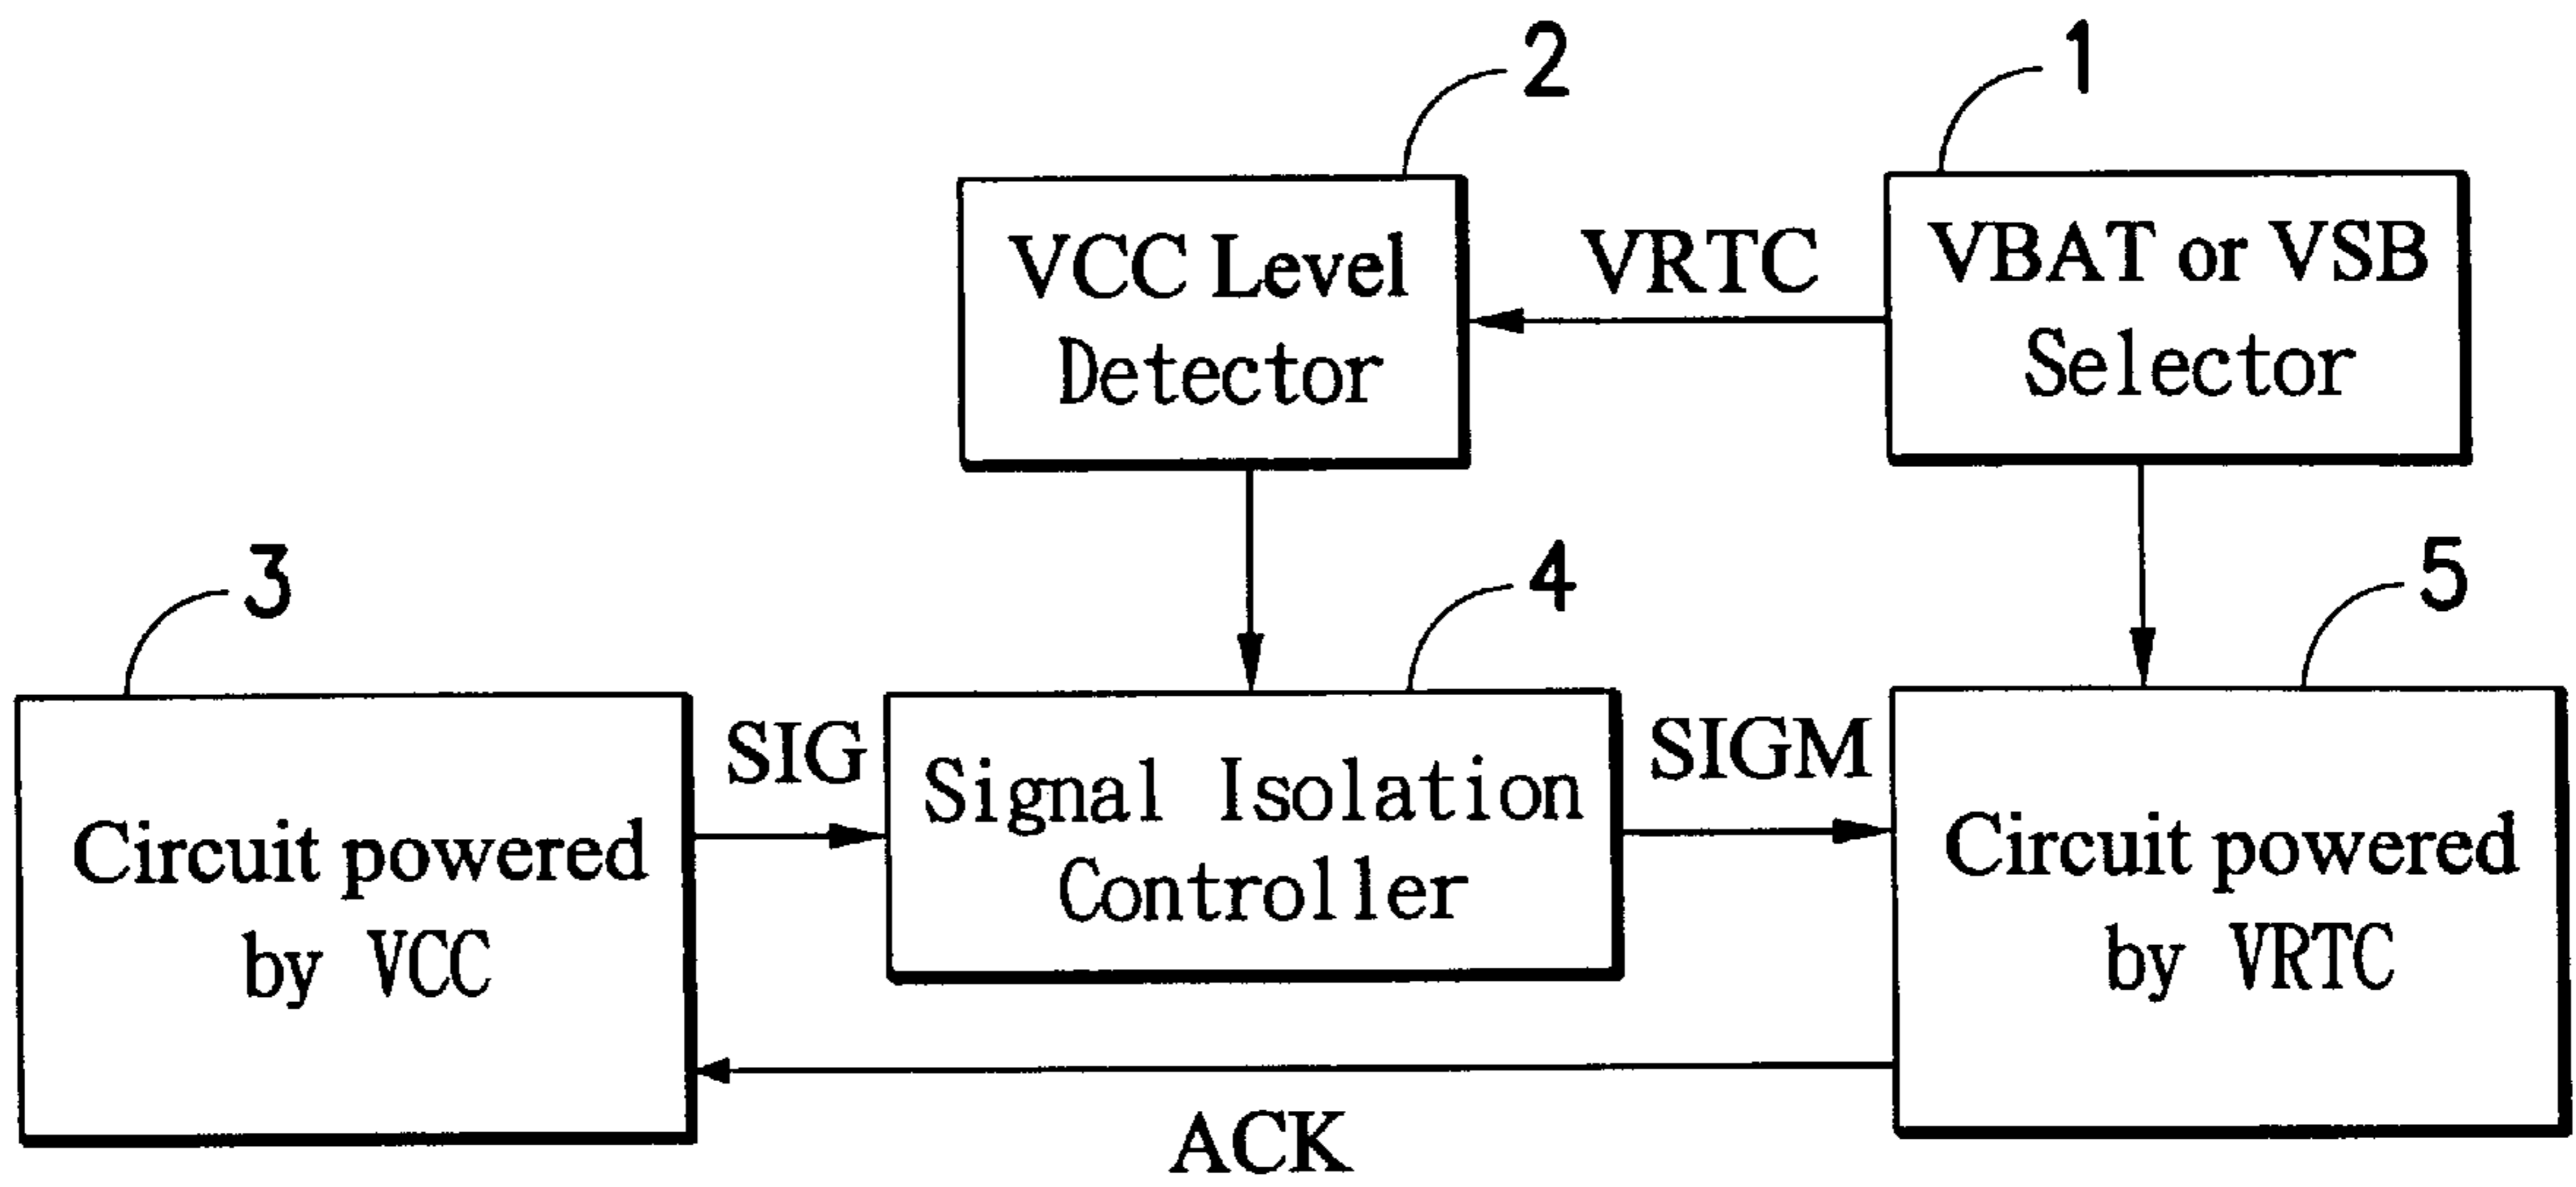 2
1
VCC Level
Detector
VRTC
VBAT or VSB
Selector
3
4
5
Circuit powered
by VCC
SIG
Signal Isolation
Controller
SIGM
Circuit powered
by VRTC
ACK